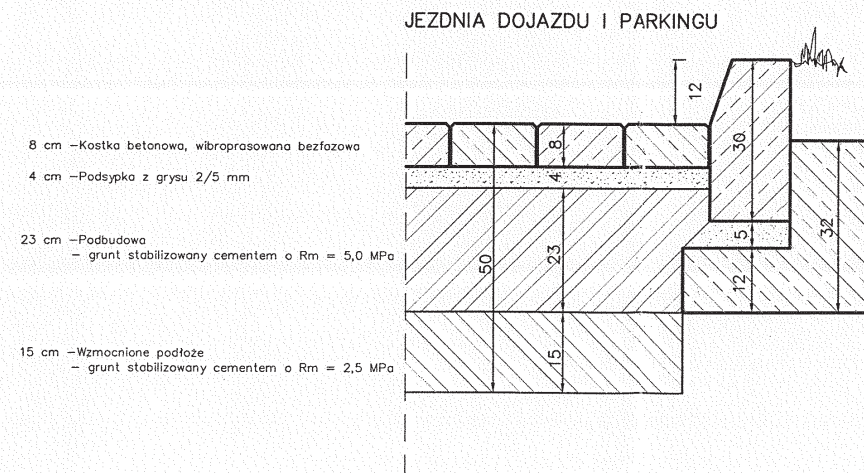 JEZDNIA DOJAZDU I PARKINGU
12
8 cm -Kostka betonowa, wibroprasowana bezfazowa
8
30
4 cm -Podsypka z grysu 2/5 mm
4
32
23 cm -Podbudowa
- grunt stabilizowany cementem o Rm = 5,0 MPa
50
23
5
12
15 cm -Wzmocnione podłoże
- grunt stabilizowany cementem o Rm = 2,5 MPa
15